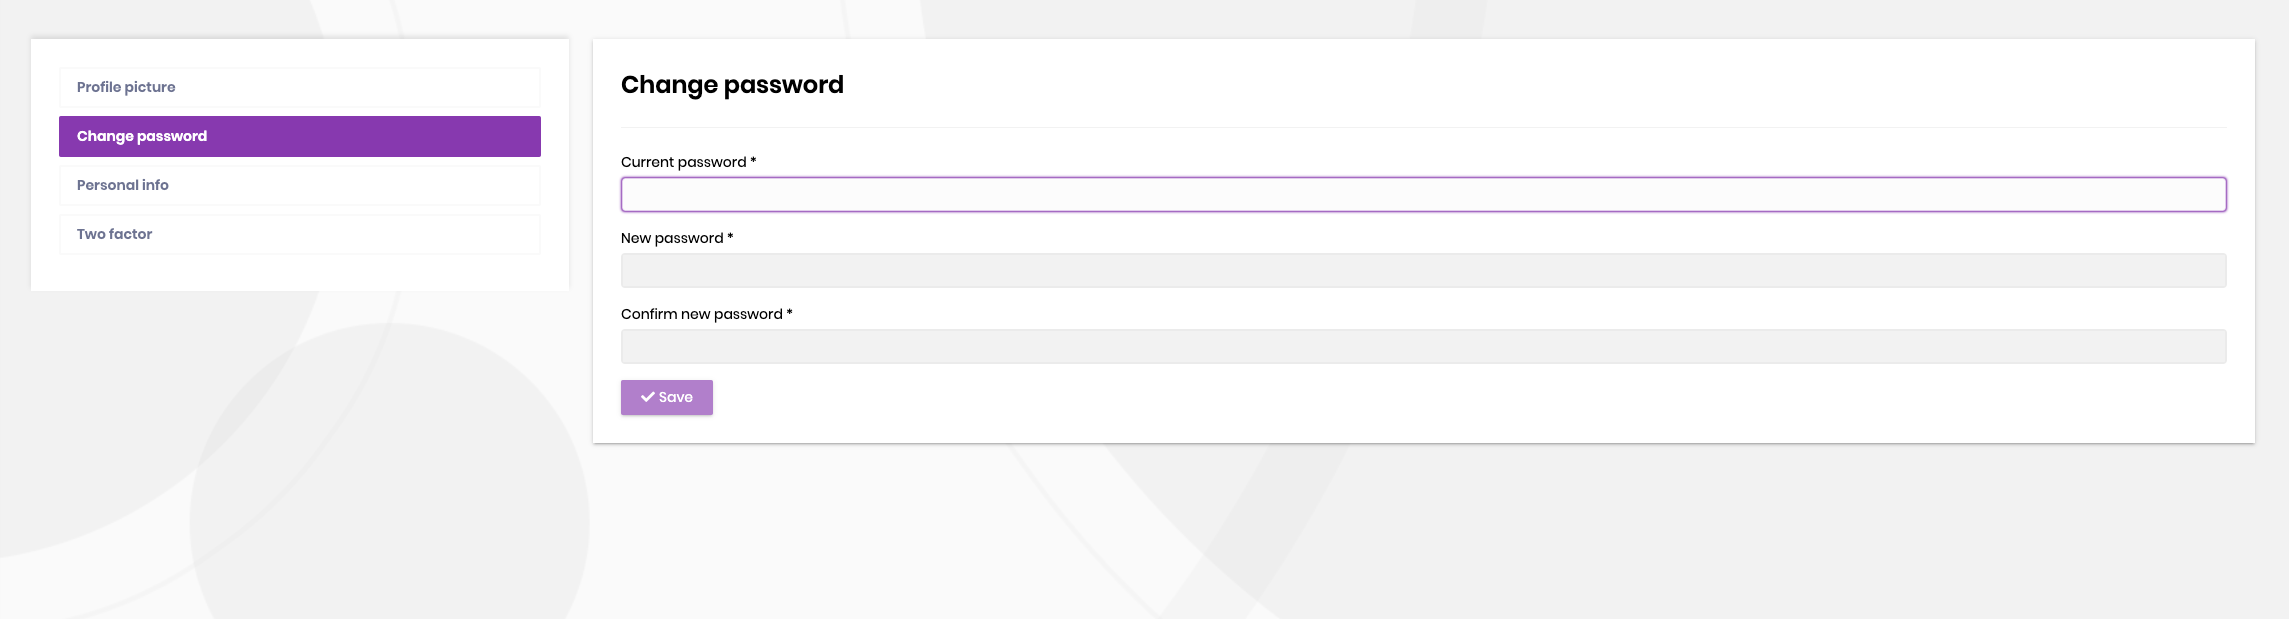 Profile picture
Change password
Personal info
Two factor
Change password
Current password *
New password *
Confirm new password *
Save